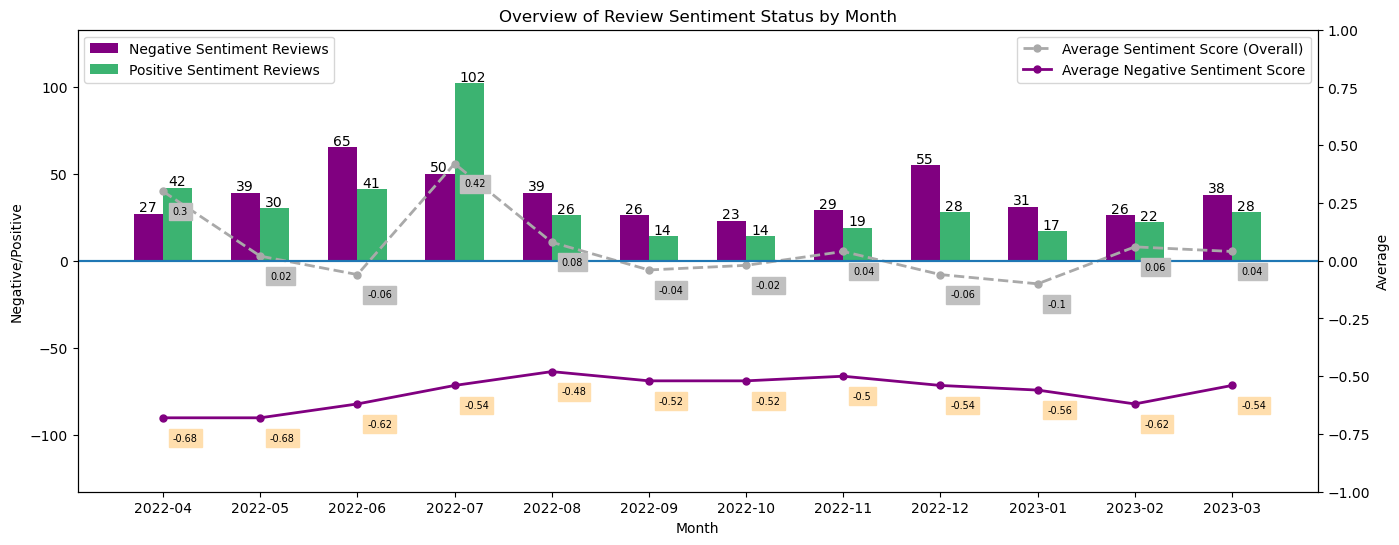 Overview of Review Sentiment Status by Month
Negative Sentiment Reviews
Positive Sentiment Reviews
Average Sentiment Score (Overall)
Average Negative Sentiment Score
Negative/Positive
100
50
0
−50
−100
27 42 39 30 65 41 50 102 39 26 26 14 23 14 29 19 55 28 31 17 26 22 38 28
0.3 0.02 -0.06 0.42 0.08 -0.04 -0.02 0.04 -0.06 -0.1 0.06 0.04
-0.68 -0.68 -0.62 -0.54 -0.48 -0.52 -0.52 -0.5 -0.54 -0.56 -0.62 -0.54
1.00
0.75
0.50
0.25
0.00
−0.25
−0.50
−0.75
−1.00
Average
2022-04 2022-05 2022-06 2022-07 2022-08 2022-09 2022-10 2022-11 2022-12 2023-01 2023-02 2023-03
Month